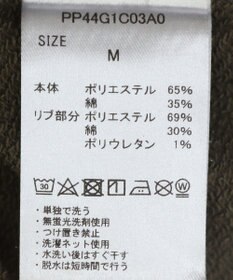 PP44G1C03A0
SIZE
M
本体 ポリエステル 65%
綿 35%
リブ部分 ポリエステル 69%
綿 30%
ポリウレタン 1%
30
・単独で洗う
・無蛍光洗剤使用
・つけ置き禁止
・洗濯ネット使用
・水洗い後はすぐ干す
・脱水は短時間で行う